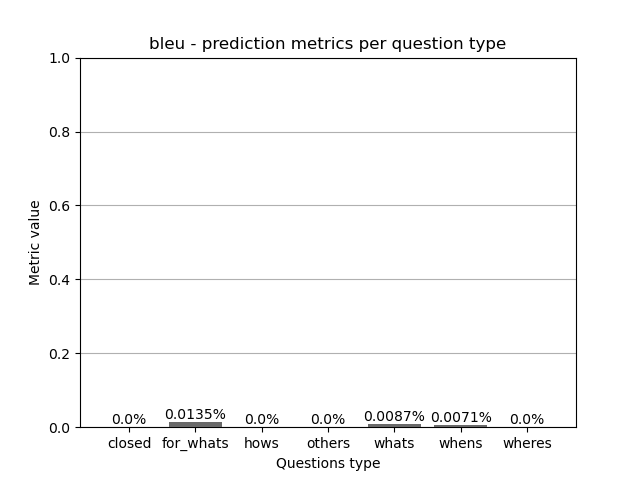 bleu - prediction metrics per question type
1.0
0.8
0.6
0.4
0.2
0.0
Metric value
0.0% 0.0135% 0.0% 0.0% 0.0087% 0.0071% 0.0%
closed for_whats hows others whats whens wheres
Questions type